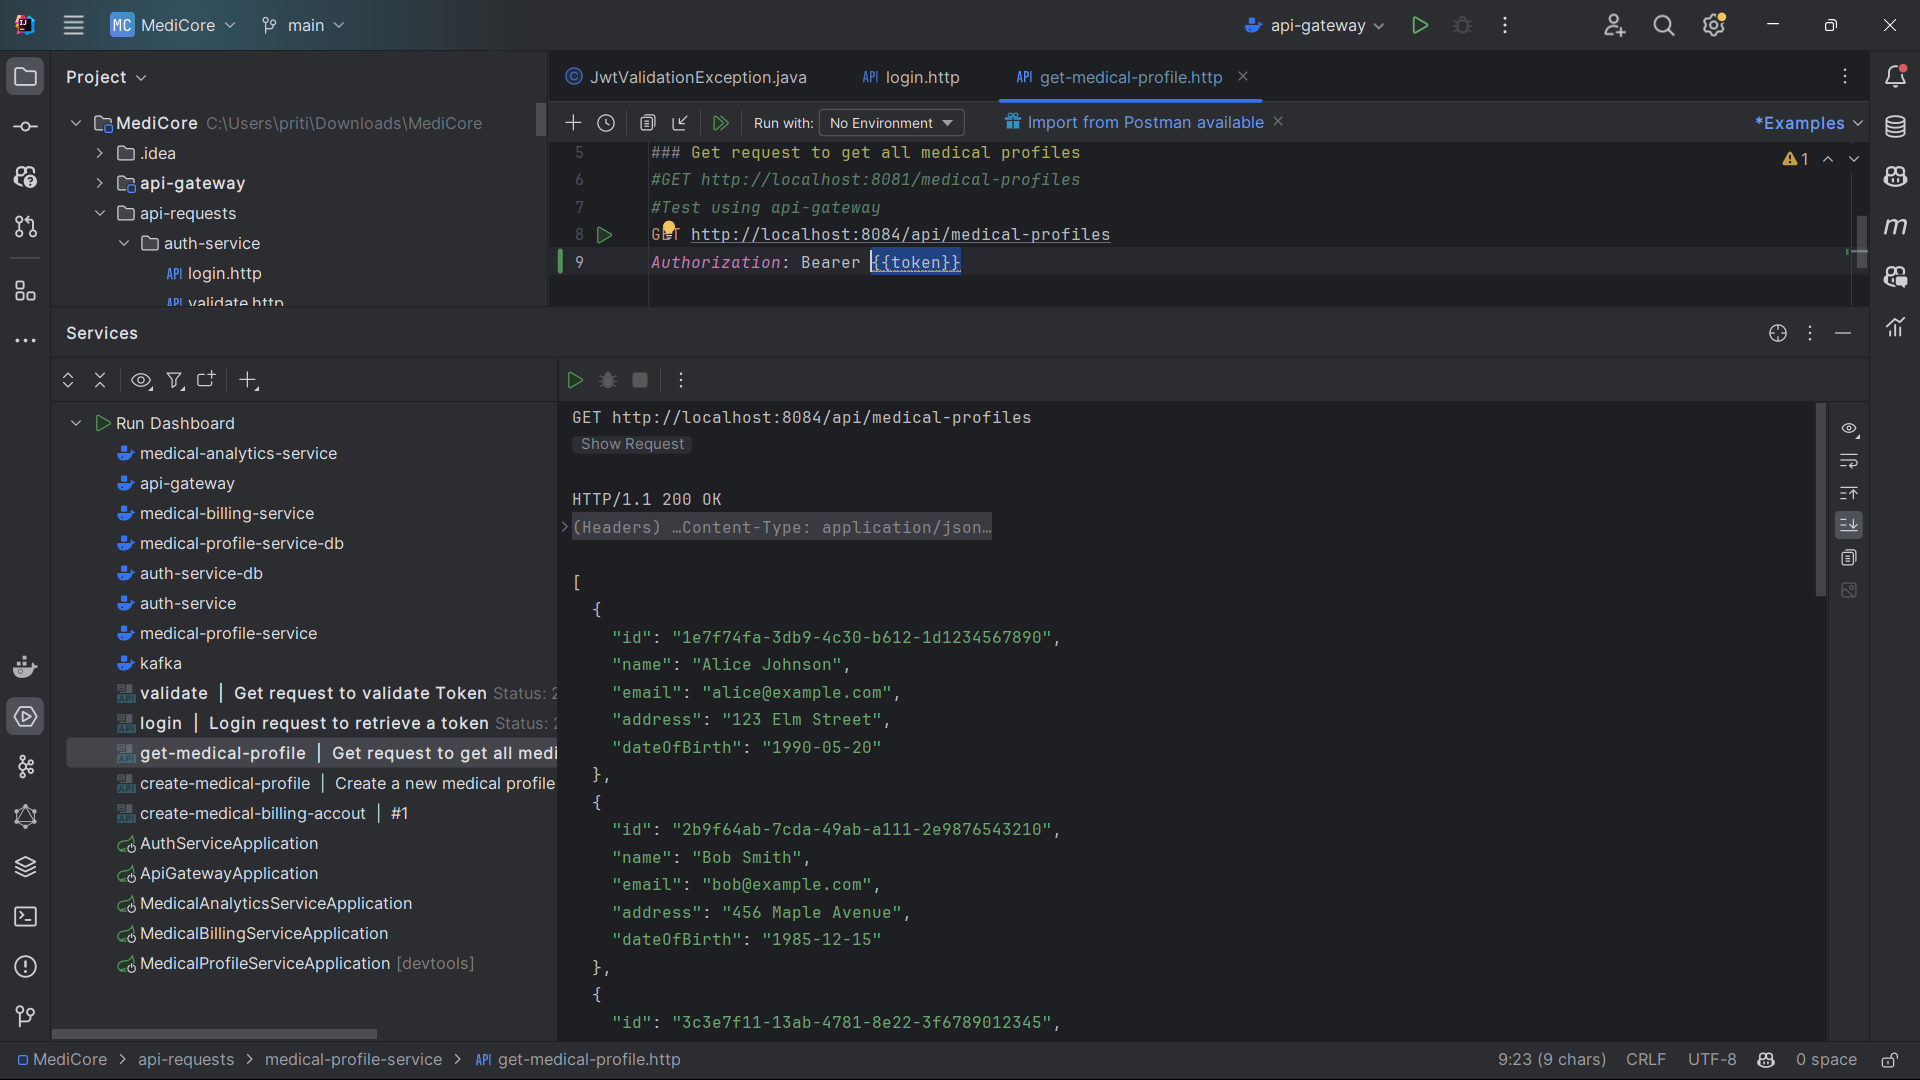 MC MediCore main api-gateway
Project
MediCore C:\Users\priti\Downloads\MediCore
.idea
api-gateway
api-requests
auth-service
API login.http
API validate.http
JwtValidationException.java API login.http API get-medical-profile.http
Run with: No Environment Import from Postman available *Examples
5 ### Get request to get all medical profiles
6 #GET http://localhost:8081/medical-profiles
7 #Test using api-gateway
8 GET http://localhost:8084/api/medical-profiles
9 Authorization: Bearer {{token}}
1
Services
Run Dashboard
medical-analytics-service
api-gateway
medical-billing-service
medical-profile-service-db
auth-service-db
auth-service
medical-profile-service
kafka
API validate | Get request to validate Token Status: 2
API login | Login request to retrieve a token Status: 2
API get-medical-profile | Get request to get all medi
API create-medical-profile | Create a new medical profile
API create-medical-billing-accout | #1
AuthServiceApplication
ApiGatewayApplication
MedicalAnalyticsServiceApplication
MedicalBillingServiceApplication
MedicalProfileServiceApplication [devtools]
GET http://localhost:8084/api/medical-profiles
Show Request
HTTP/1.1 200 OK
(Headers) …Content-Type: application/json…
[
{
"id": "1e7f74fa-3db9-4c30-b612-1d1234567890",
"name": "Alice Johnson",
"email": "alice@example.com",
"address": "123 Elm Street",
"dateOfBirth": "1990-05-20"
},
{
"id": "2b9f64ab-7cda-49ab-a111-2e9876543210",
"name": "Bob Smith",
"email": "bob@example.com",
"address": "456 Maple Avenue",
"dateOfBirth": "1985-12-15"
},
{
"id": "3c3e7f11-13ab-4781-8e22-3f6789012345",
MediCore > api-requests > medical-profile-service > API get-medical-profile.http 9:23 (9 chars) CRLF UTF-8 0 space